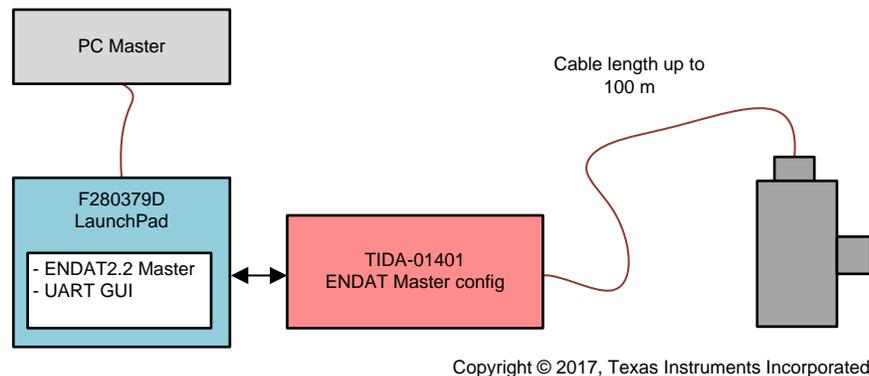 PC Master
Cable length up to
100 m
F280379D
LaunchPad
- ENDAT2.2 Master
- UART GUI
TIDA-01401
ENDAT Master config
Copyright © 2017, Texas Instruments Incorporated